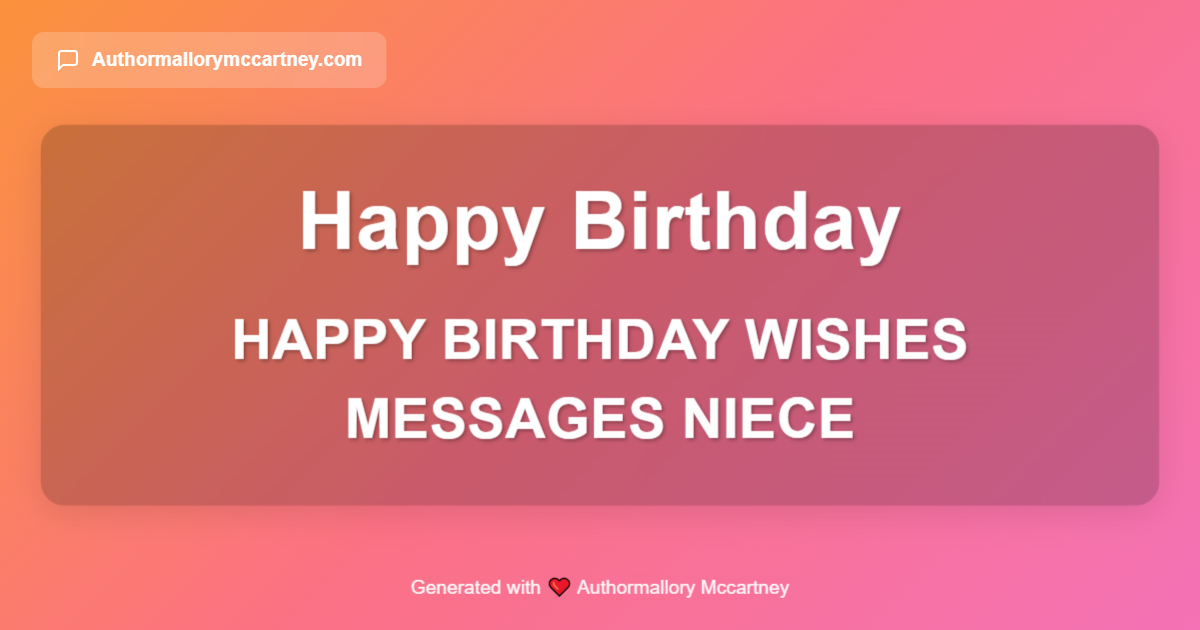 Authormallorymccartney.com
Happy Birthday
HAPPY BIRTHDAY WISHES
MESSAGES NIECE
Generated with ❤️ Authormallory Mccartney